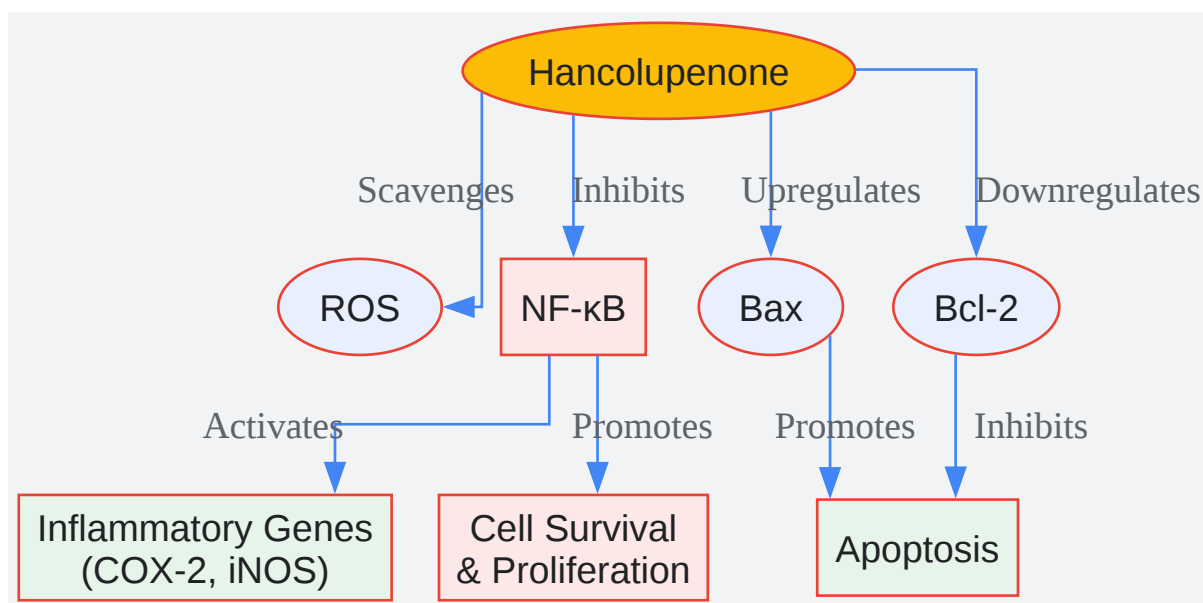 Hancolupenone
Scavenges
Inhibits
Upregulates
Downregulates
ROS
NF-κB
Bax
Bcl-2
Activates
Promotes
Promotes
Inhibits
Inflammatory Genes
(COX-2, iNOS)
Cell Survival
& Proliferation
Apoptosis